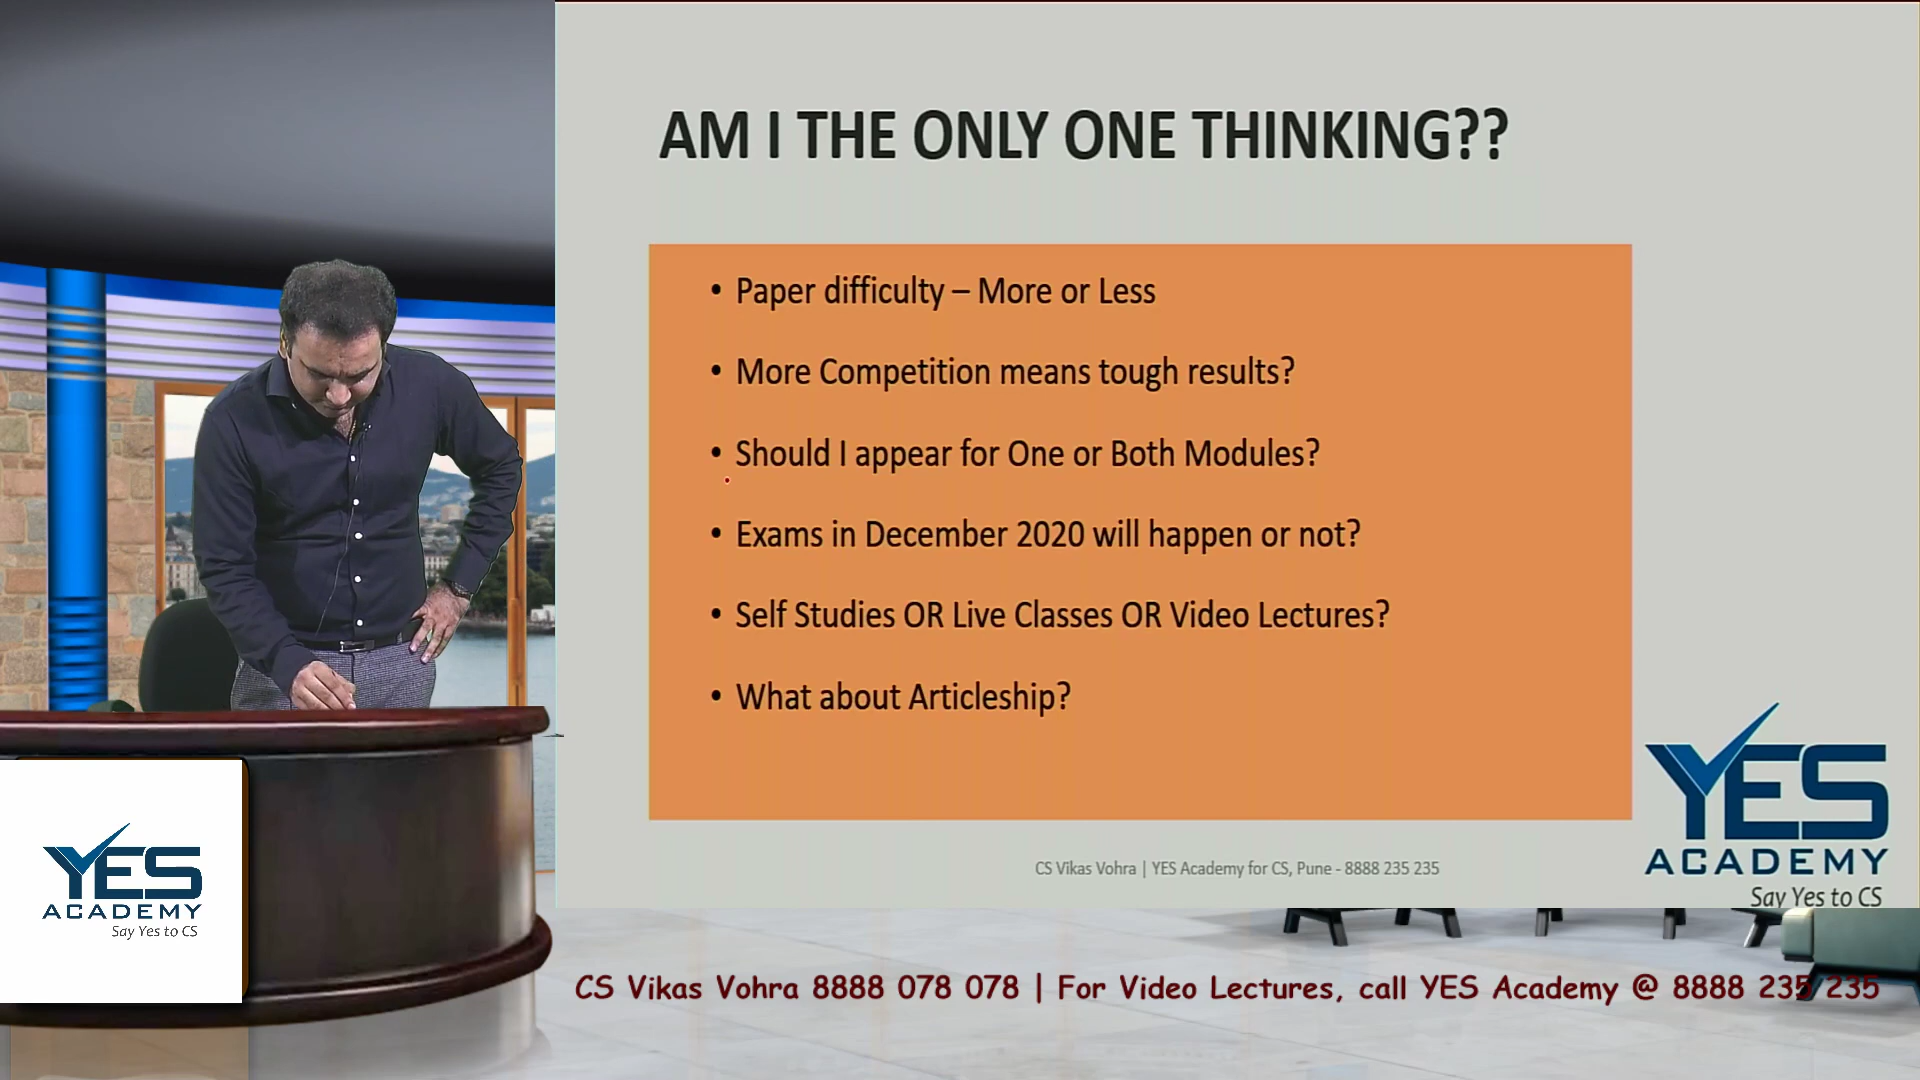 AM I THE ONLY ONE THINKING??
• Paper difficulty – More or Less
• More Competition means tough results?
• Should I appear for One or Both Modules?
• Exams in December 2020 will happen or not?
• Self Studies OR Live Classes OR Video Lectures?
• What about Articleship?
CS Vikas Vohra | YES Academy for CS, Pune - 8888 235 235
YES
ACADEMY
Say Yes to CS
YES
ACADEMY
Say Yes to CS
CS Vikas Vohra 8888 078 078 | For Video Lectures, call YES Academy @ 8888 235 235